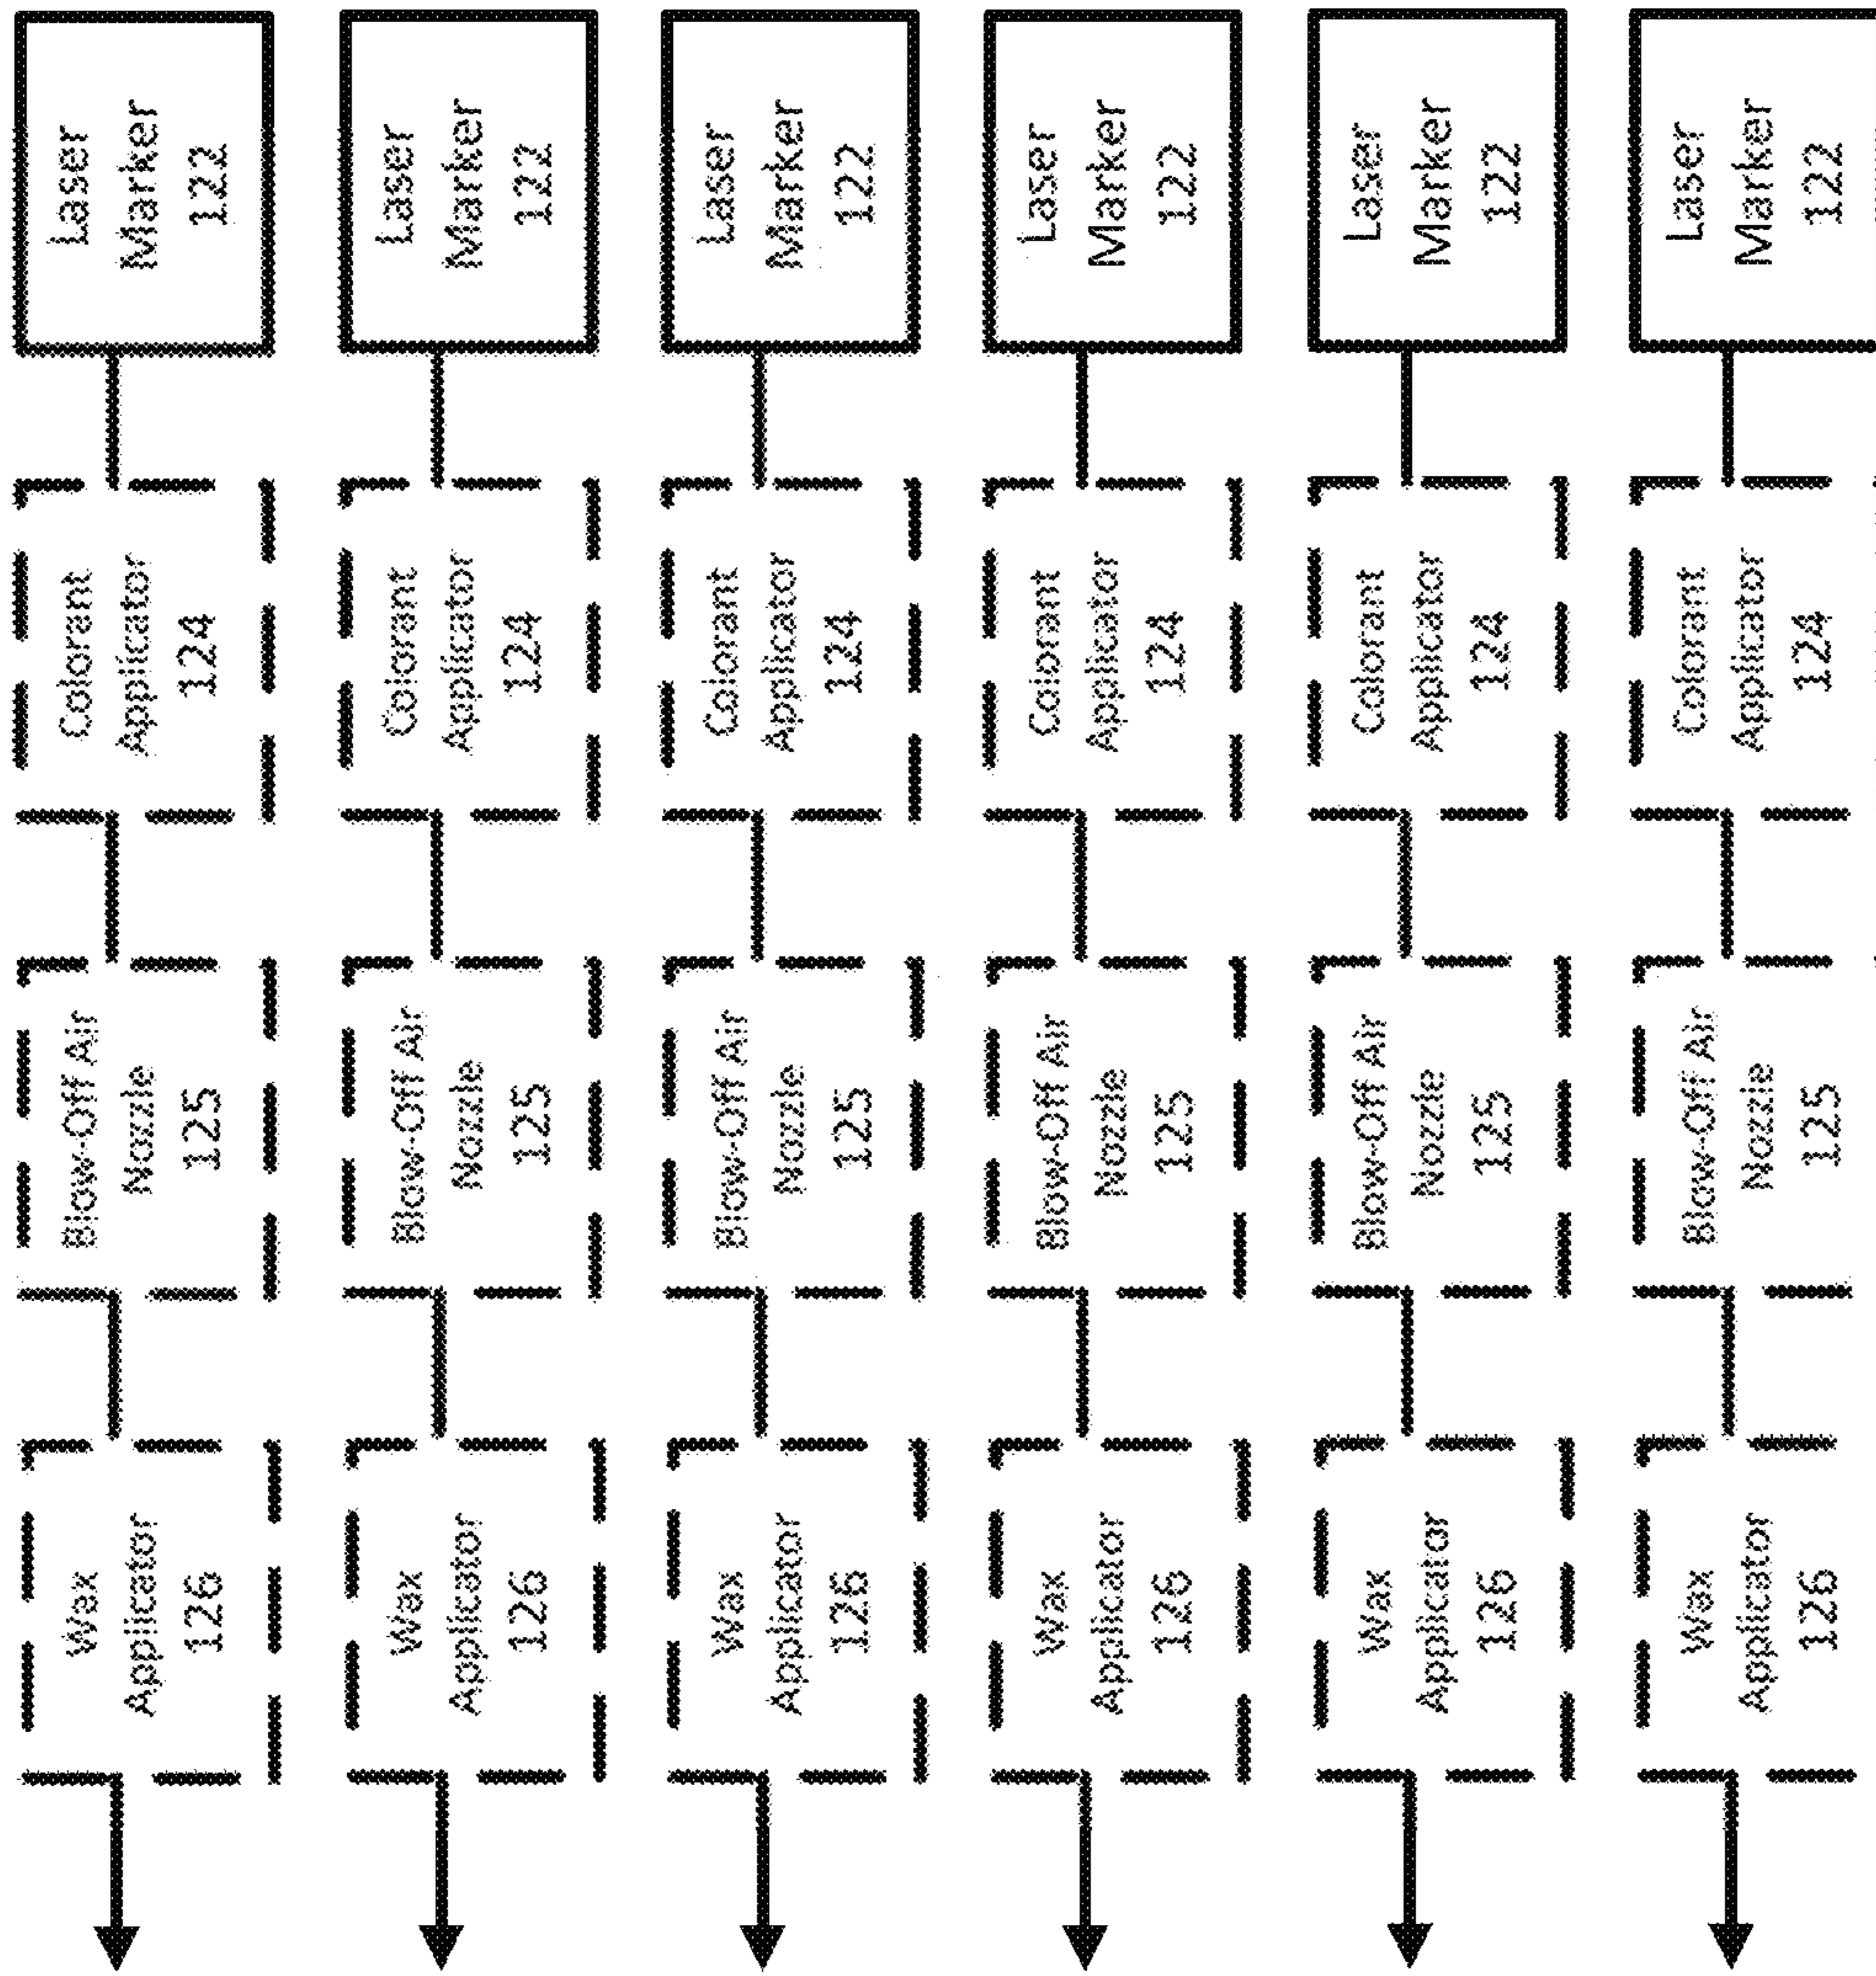 Wax
Applicator
126
Blow-Off Air
Nozzle
125
Colorant
Applicator
124
Laser
Marker
122
Wax
Applicator
126
Blow-Off Air
Nozzle
125
Colorant
Applicator
124
Laser
Marker
122
Wax
Applicator
126
Blow-Off Air
Nozzle
125
Colorant
Applicator
124
Laser
Marker
122
Wax
Applicator
126
Blow-Off Air
Nozzle
125
Colorant
Applicator
124
Laser
Marker
122
Wax
Applicator
126
Blow-Off Air
Nozzle
125
Colorant
Applicator
124
Laser
Marker
122
Wax
Applicator
126
Blow-Off Air
Nozzle
125
Colorant
Applicator
124
Laser
Marker
122